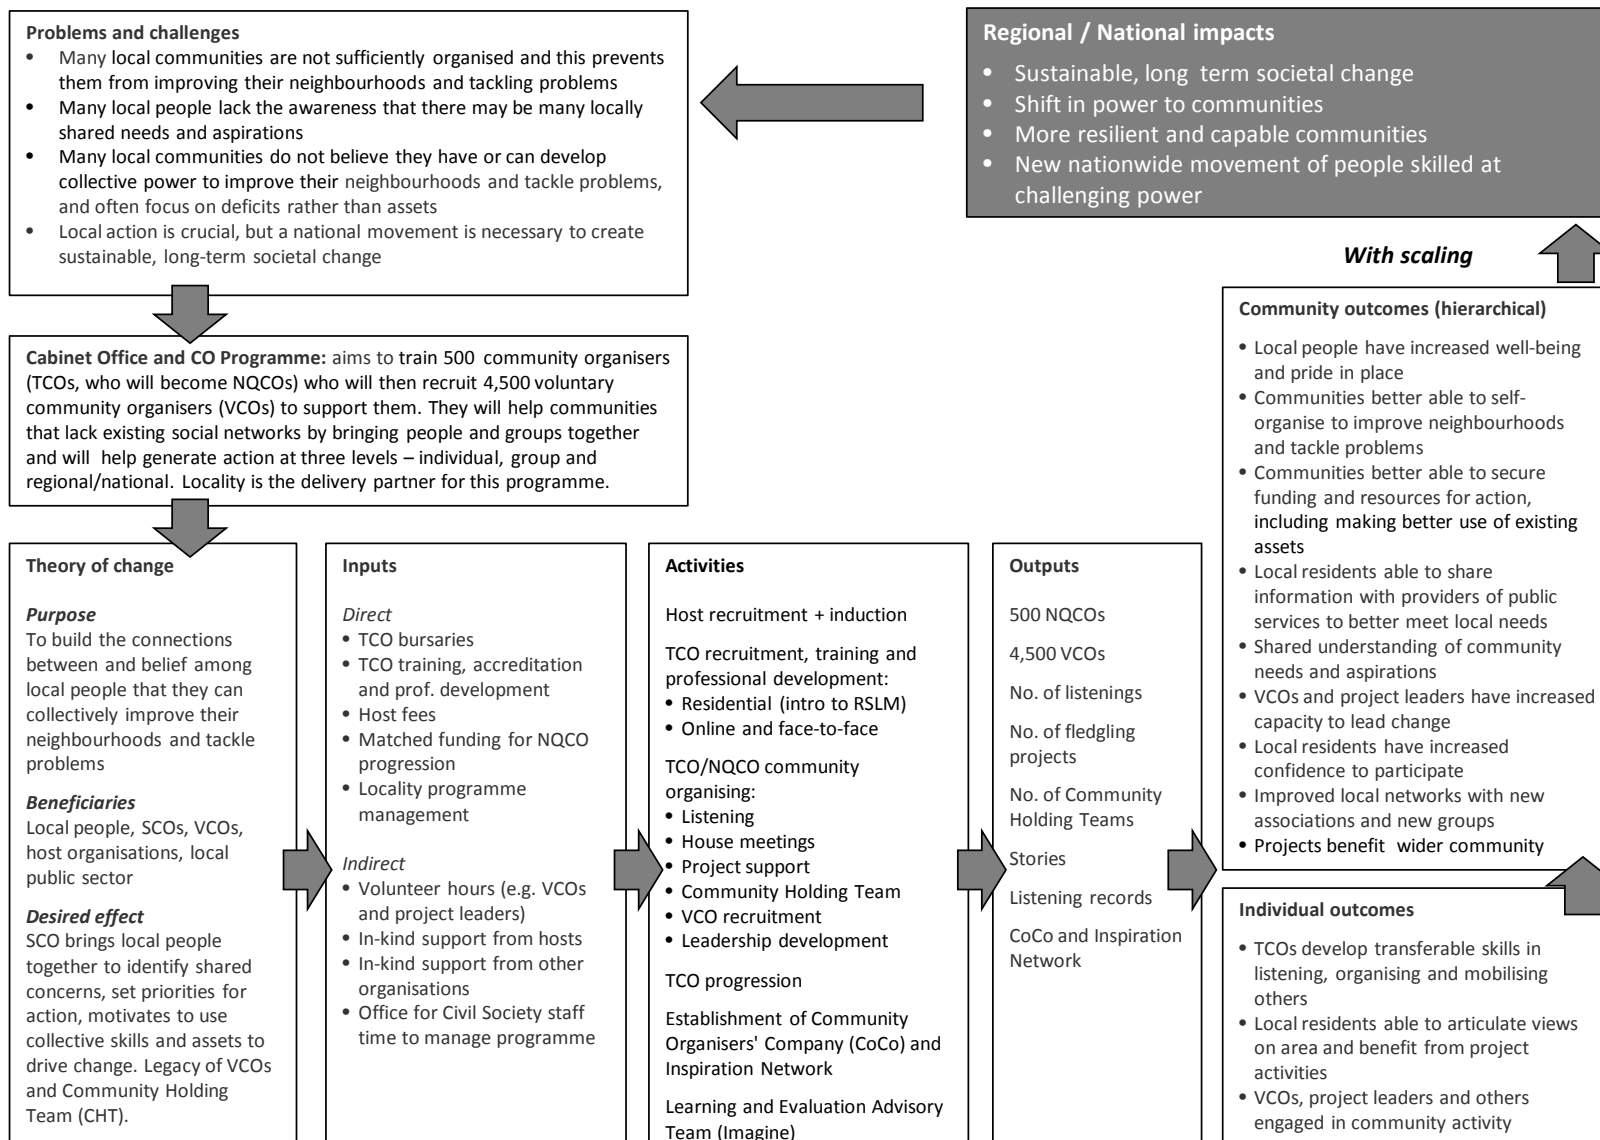 Problems and challenges
• Many local communities are not sufficiently organised and this prevents
them from improving their neighbourhoods and tackling problems
• Many local people lack the awareness that there may be many locally
shared needs and aspirations
• Many local communities do not believe they have or can develop
collective power to improve their neighbourhoods and tackle problems,
and often focus on deficits rather than assets
• Local action is crucial, but a national movement is necessary to create
sustainable, long-term societal change
Regional / National impacts
• Sustainable, long term societal change
• Shift in power to communities
• More resilient and capable communities
• New nationwide movement of people skilled at
challenging power
With scaling
Cabinet Office and CO Programme: aims to train 500 community organisers
(TCOs, who will become NQCOs) who will then recruit 4,500 voluntary
community organisers (VCOs) to support them. They will help communities
that lack existing social networks by bringing people and groups together
and will help generate action at three levels – individual, group and
regional/national. Locality is the delivery partner for this programme.
Theory of change
Purpose
To build the connections
between and belief among
local people that they can
collectively improve their
neighbourhoods and tackle
problems
Beneficiaries
Local people, SCOs, VCOs,
host organisations, local
public sector
Desired effect
SCO brings local people
together to identify shared
concerns, set priorities for
action, motivates to use
collective skills and assets to
drive change. Legacy of VCOs
and Community Holding
Team (CHT).
Inputs
Direct
• TCO bursaries
• TCO training, accreditation
and prof. development
• Host fees
• Matched funding for NQCO
progression
• Locality programme
management
Indirect
• Volunteer hours (e.g. VCOs
and project leaders)
• In-kind support from hosts
• In-kind support from other
organisations
• Office for Civil Society staff
time to manage programme
Activities
Host recruitment + induction
TCO recruitment, training and
professional development:
• Residential (intro to RSLM)
• Online and face-to-face
TCO/NQCO community
organising:
• Listening
• House meetings
• Project support
• Community Holding Team
• VCO recruitment
• Leadership development
TCO progression
Establishment of Community
Organisers' Company (CoCo) and
Inspiration Network
Learning and Evaluation Advisory
Team (Imagine)
Outputs
500 NQCOs
4,500 VCOs
No. of listenings
No. of fledgling
projects
No. of Community
Holding Teams
Stories
Listening records
CoCo and Inspiration
Network
Community outcomes (hierarchical)
• Local people have increased well-being
and pride in place
• Communities better able to self-
organise to improve neighbourhoods
and tackle problems
• Communities better able to secure
funding and resources for action,
including making better use of existing
assets
• Local residents able to share
information with providers of public
services to better meet local needs
• Shared understanding of community
needs and aspirations
• VCOs and project leaders have increased
capacity to lead change
• Local residents have increased
confidence to participate
• Improved local networks with new
associations and new groups
• Projects benefit wider community
Individual outcomes
• TCOs develop transferable skills in
listening, organising and mobilising
others
• Local residents able to articulate views
on area and benefit from project
activities
• VCOs, project leaders and others
engaged in community activity